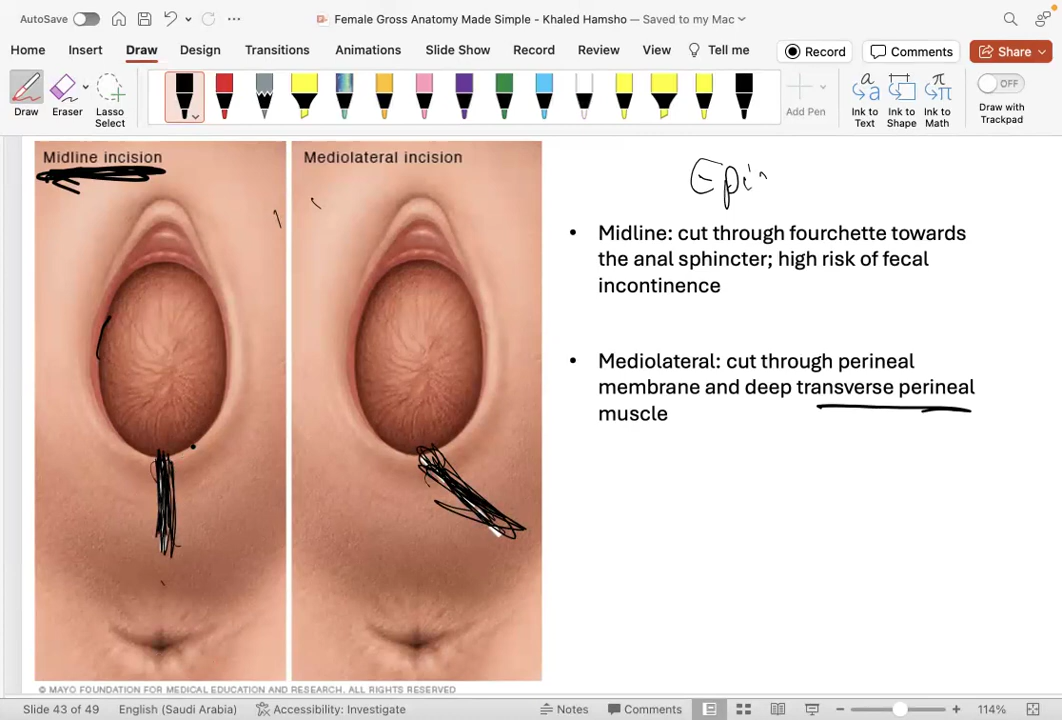 AutoSave
Female Gross Anatomy Made Simple - Khaled Hamsho — Saved to my Mac
Home Insert Draw Design Transitions Animations Slide Show Record Review View Tell me Record Comments Share
OFF
Draw Eraser Lasso Select Add Pen Ink to Text Ink to Shape Ink to Math Draw with Trackpad
Midline incision
Mediolateral incision
Epi
• Midline: cut through fourchette towards
the anal sphincter; high risk of fecal
incontinence
• Mediolateral: cut through perineal
membrane and deep transverse perineal
muscle
© MAYO FOUNDATION FOR MEDICAL EDUCATION AND RESEARCH. ALL RIGHTS RESERVED
Slide 43 of 49 English (Saudi Arabia) Accessibility: Investigate Notes Comments 114%